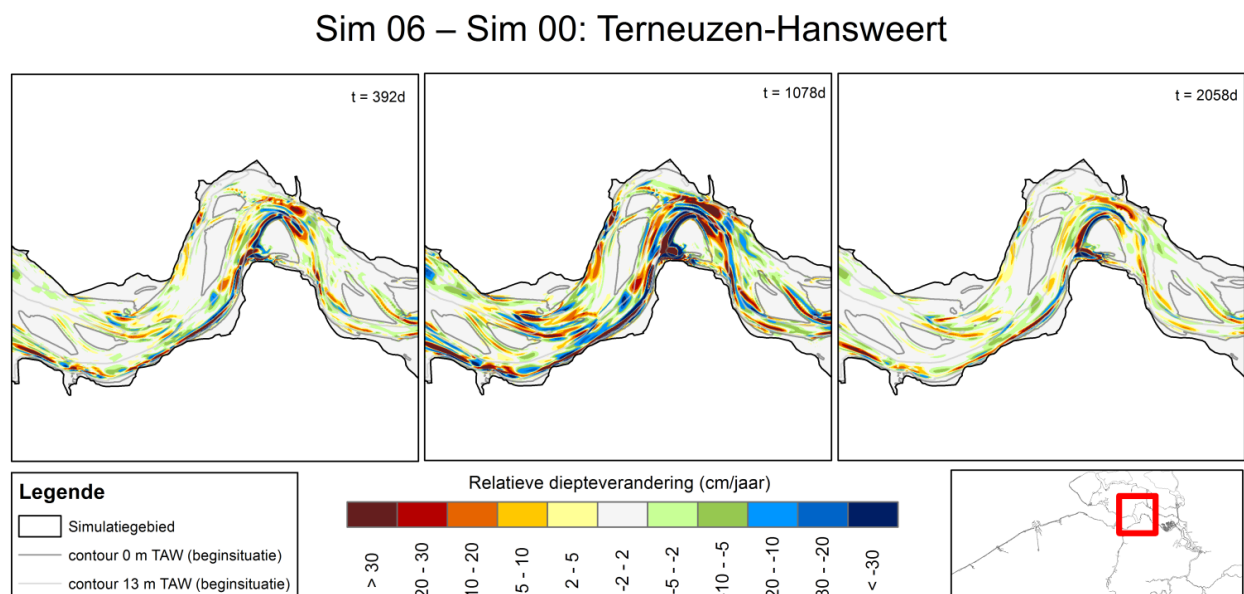 Sim 06 – Sim 00: Terneuzen-Hansweert
t = 392d
t = 1078d
t = 2058d
Legende
Simulatiegebied
contour 0 m TAW (beginsituatie)
contour 13 m TAW (beginsituatie)
Relatieve diepteverandering (cm/jaar)
> 30
20 - 30
10 - 20
5 - 10
2 - 5
-2 - 2
-5 - -2
-10 - -5
-20 - -10
-30 - -20
< -30